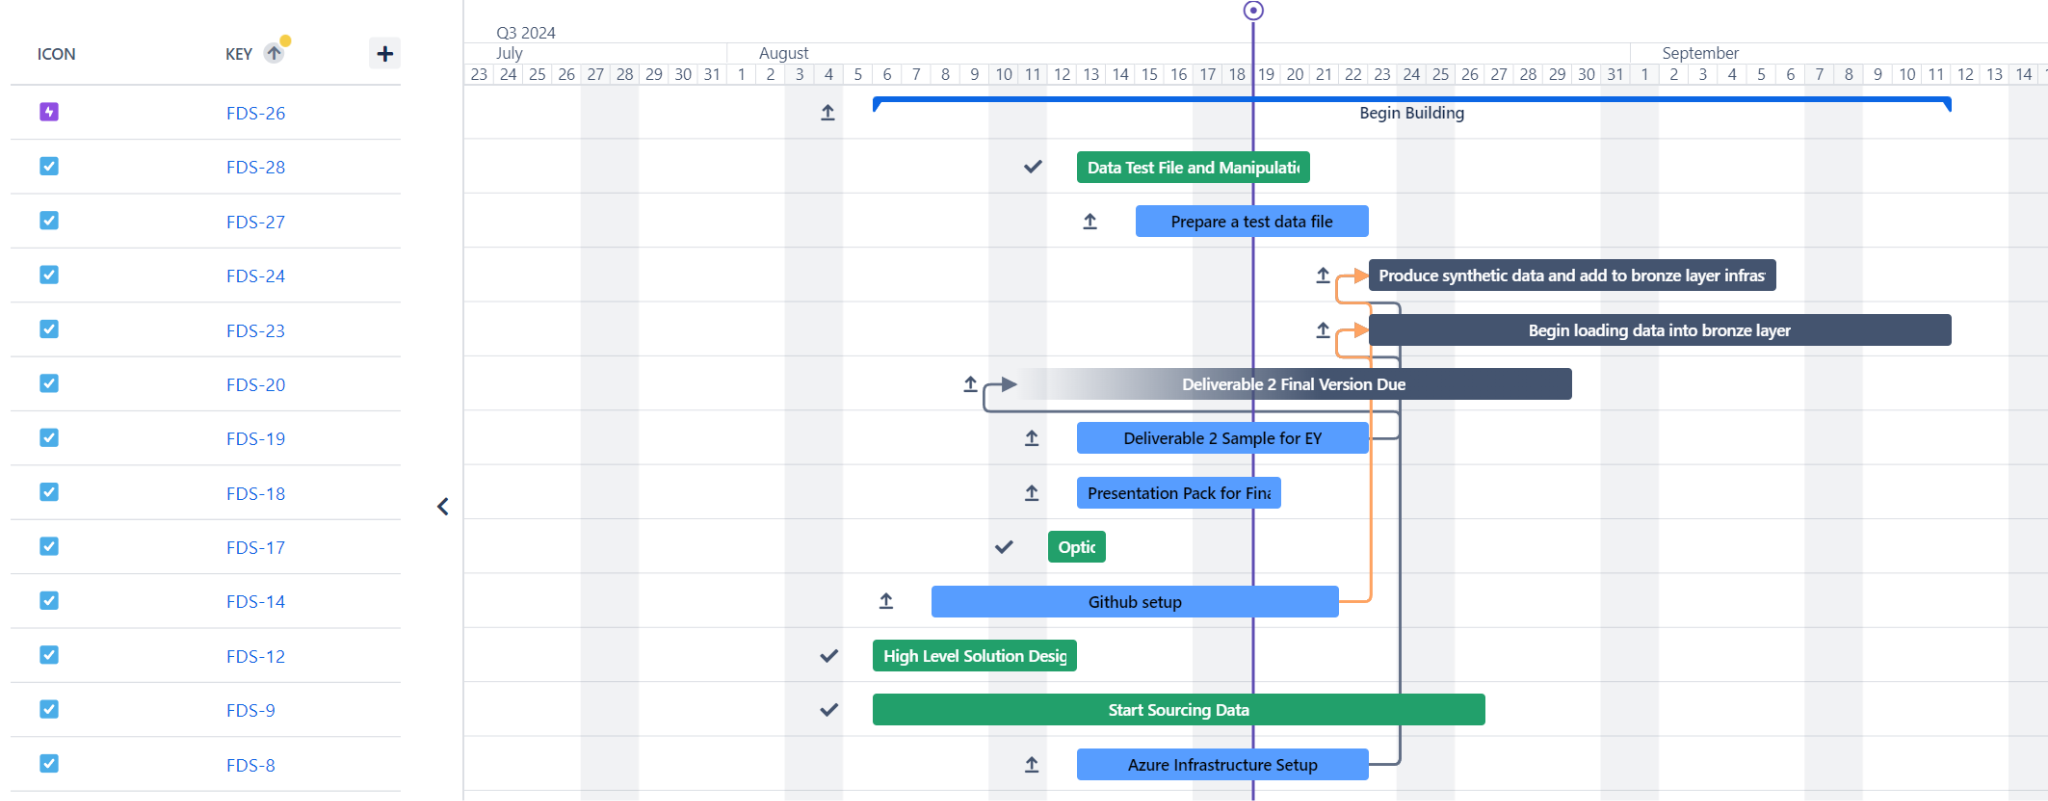 Q3 2024
ICON KEY July August September
23 24 25 26 27 28 29 30 31 1 2 3 4 5 6 7 8 9 10 11 12 13 14 15 16 17 18 19 20 21 22 23 24 25 26 27 28 29 30 31 1 2 3 4 5 6 7 8 9 10 11 12 13 14
FDS-26 Begin Building
FDS-28 Data Test File and Manipulati
FDS-27 Prepare a test data file
FDS-24 Produce synthetic data and add to bronze layer infras
FDS-23 Begin loading data into bronze layer
FDS-20 Deliverable 2 Final Version Due
FDS-19 Deliverable 2 Sample for EY
FDS-18 Presentation Pack for Fina
FDS-17 Optic
FDS-14 Github setup
FDS-12 High Level Solution Desig
FDS-9 Start Sourcing Data
FDS-8 Azure Infrastructure Setup